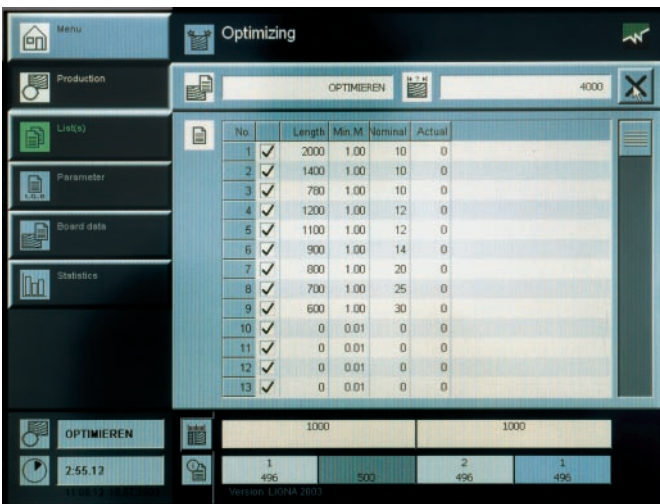 Menu
Optimizing
Production
OPTIMIEREN
4000
List(s)
No. Length Min.M Nominal Actual
1 2000 1.00 10 0
2 1400 1.00 10 0
3 780 1.00 10 0
4 1200 1.00 12 0
5 1100 1.00 12 0
6 900 1.00 14 0
7 800 1.00 20 0
8 700 1.00 25 0
9 600 1.00 30 0
10 0 0.01 0 0
11 0 0.01 0 0
12 0 0.01 0 0
13 0 0.01 0 0
Parameter
Board data
Statistics
OPTIMIEREN
1000 1000
2:55.12
1 2 1
496 500 496 496
Version LIGNA 2003